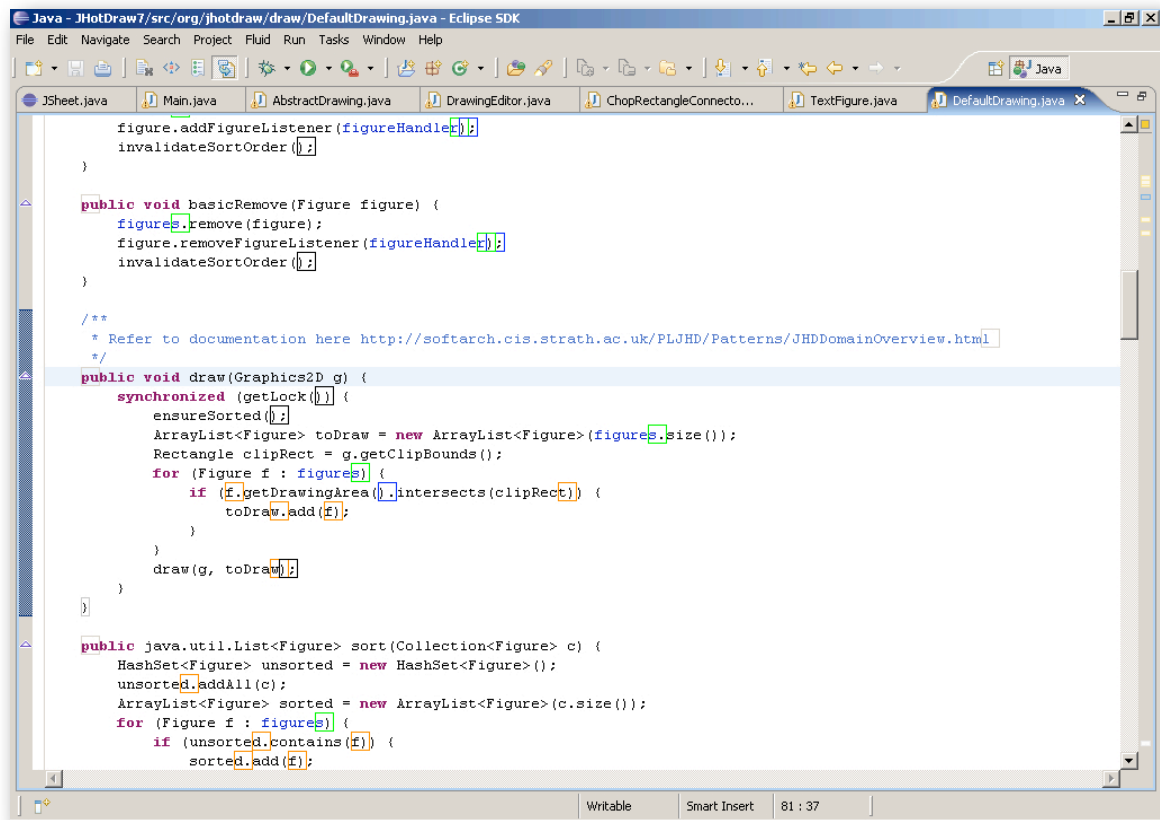 Java - JHotDraw7/src/org/jhotdraw/draw/DefaultDrawing.java - Eclipse SDK
File Edit Navigate Search Project Fluid Run Tasks Window Help
Java
JSheet.java Main.java AbstractDrawing.java DrawingEditor.java ChopRectangleConnecto... TextFigure.java DefaultDrawing.java
figure.addFigureListener(figureHandler);
invalidateSortOrder();
}
public void basicRemove(Figure figure) {
figures.remove(figure);
figure.removeFigureListener(figureHandler);
invalidateSortOrder();
}
/**
* Refer to documentation here http://softarch.cis.strath.ac.uk/PLJHD/Patterns/JHDDomainOverview.html
*/
public void draw(Graphics2D g) {
synchronized (getLock()) {
ensureSorted();
ArrayList<Figure> toDraw = new ArrayList<Figure>(figures.size());
Rectangle clipRect = g.getClipBounds();
for (Figure f : figures) {
if (f.getDrawingArea().intersects(clipRect)) {
toDraw.add(f);
}
}
draw(g, toDraw);
}
}
public java.util.List<Figure> sort(Collection<Figure> c) {
HashSet<Figure> unsorted = new HashSet<Figure>();
unsorted.addAll(c);
ArrayList<Figure> sorted = new ArrayList<Figure>(c.size());
for (Figure f : figures) {
if (unsorted.contains(f)) {
sorted.add(f);
Writable Smart Insert 81 : 37